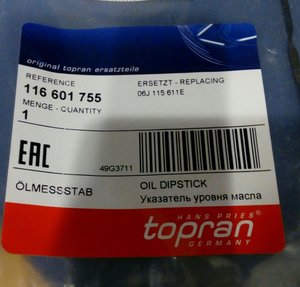 original topran ersatzteile
REFERENCE
116 601 755
ERSETZT - REPLACING
06J 115 611E
MENGE - QUANTITY
1
EAC
49G3711
ÖLMESSSTAB
OIL DIPSTICK
Указатель уровня масла
HANS PRIES®
topran
GERMANY